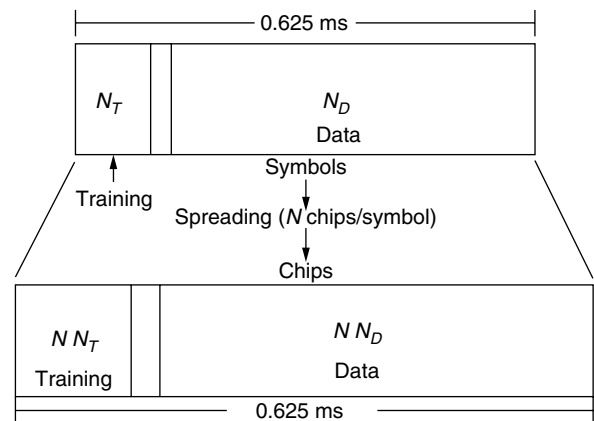 0.625 ms
N_T
N_D
Data
Symbols
Training
Spreading (N chips/symbol)
Chips
N N_T
Training
N N_D
Data
0.625 ms